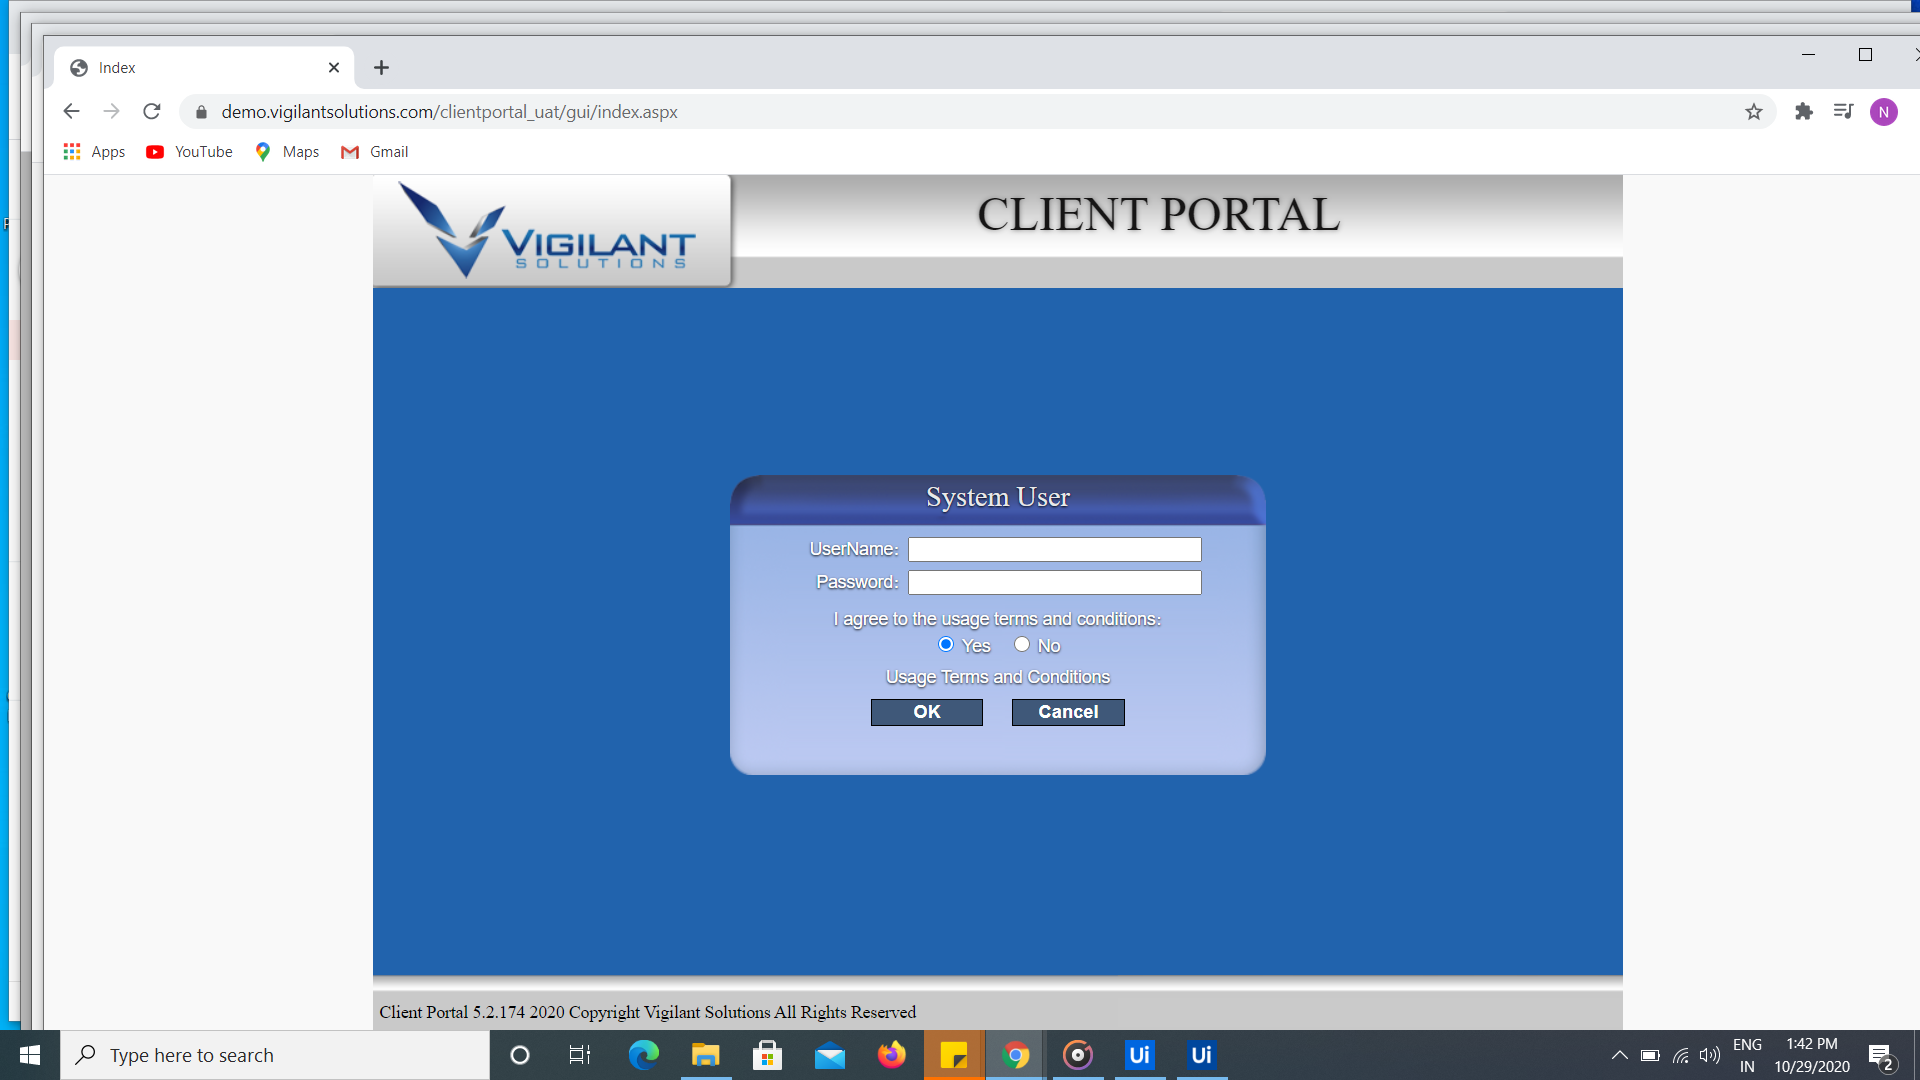 Index
demo.vigilantsolutions.com/clientportal_uat/gui/index.aspx
N
Apps YouTube Maps Gmail
VIGILANT
SOLUTIONS
CLIENT PORTAL
System User
UserName:
Password:
I agree to the usage terms and conditions:
Yes No
Usage Terms and Conditions
OK Cancel
Client Portal 5.2.174 2020 Copyright Vigilant Solutions All Rights Reserved
Type here to search
Ui Ui
ENG
IN
1:42 PM
10/29/2020
2